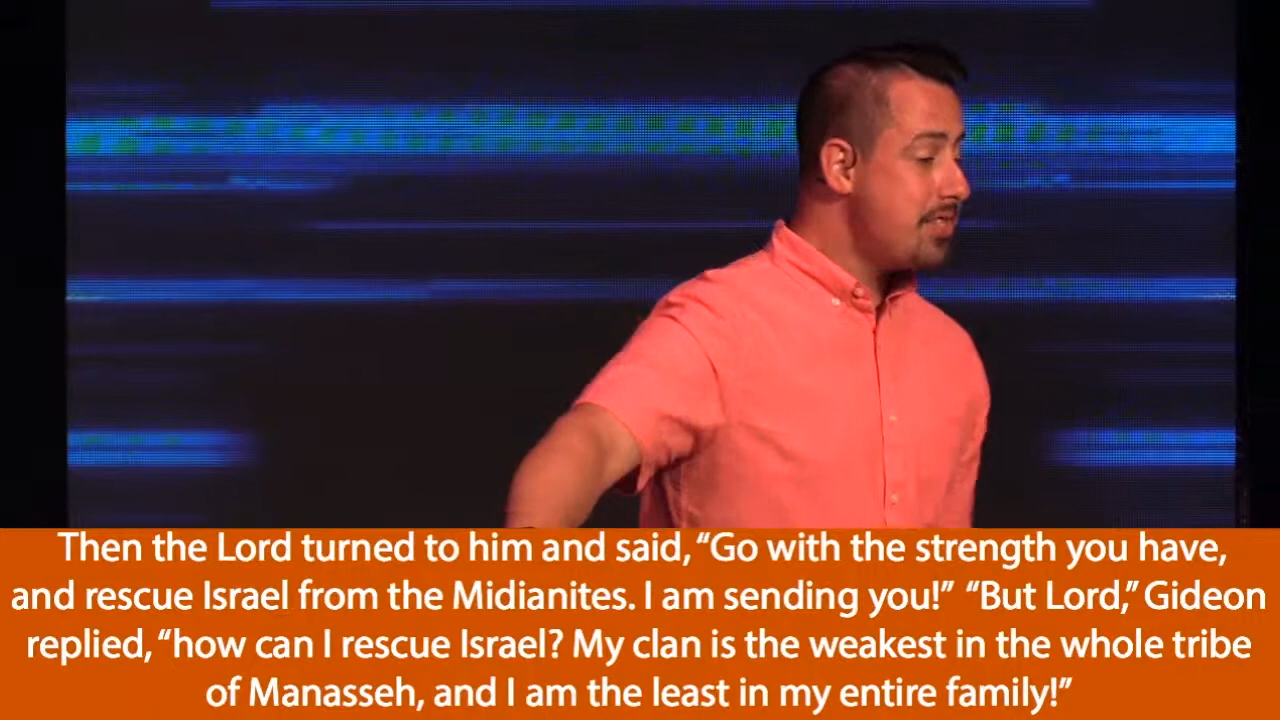 Then the Lord turned to him and said, “Go with the strength you have,
and rescue Israel from the Midianites. I am sending you!” “But Lord,” Gideon
replied, “how can I rescue Israel? My clan is the weakest in the whole tribe
of Manasseh, and I am the least in my entire family!”